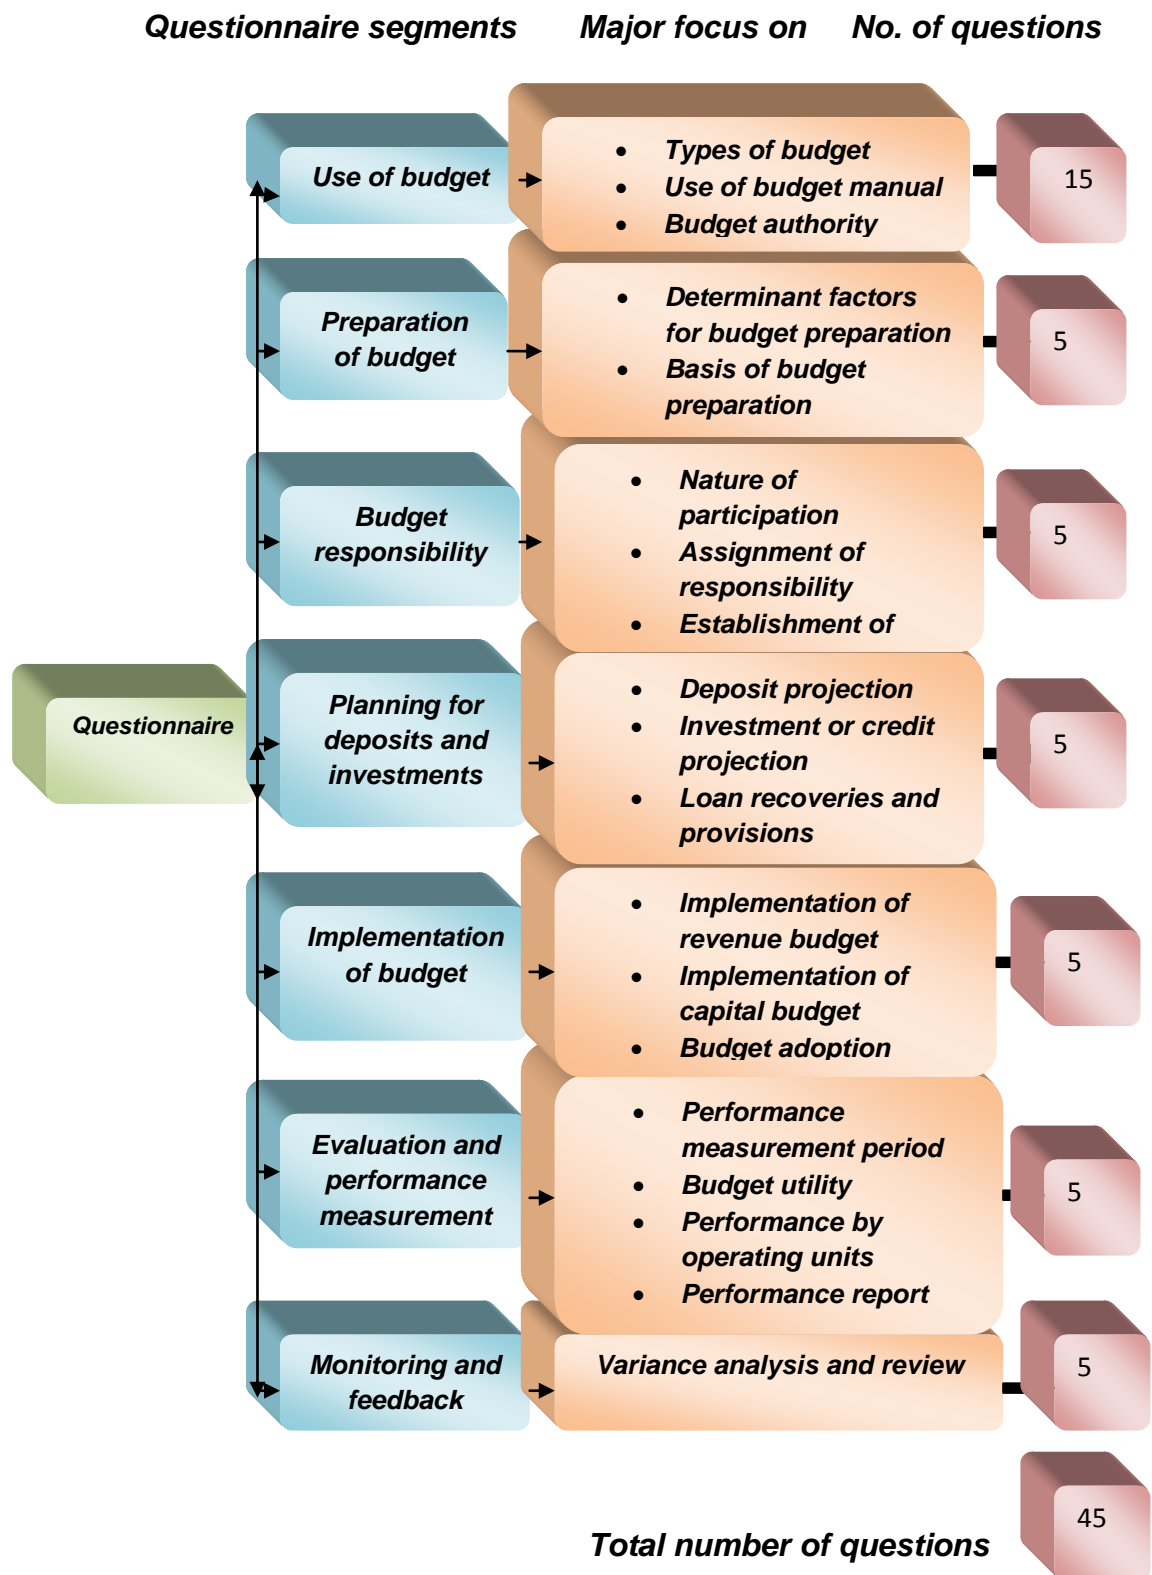 Questionnaire segments Major focus on No. of questions
Use of budget
• Types of budget
• Use of budget manual
• Budget authority
15
Preparation
of budget
• Determinant factors
for budget preparation
• Basis of budget
preparation
5
Budget
responsibility
• Nature of
participation
• Assignment of
responsibility
• Establishment of
5
Questionnaire
Planning for
deposits and
investments
• Deposit projection
• Investment or credit
projection
• Loan recoveries and
provisions
5
Implementation
of budget
• Implementation of
revenue budget
• Implementation of
capital budget
• Budget adoption
5
Evaluation and
performance
measurement
• Performance
measurement period
• Budget utility
• Performance by
operating units
• Performance report
5
Monitoring and
feedback
Variance analysis and review
5
Total number of questions
45